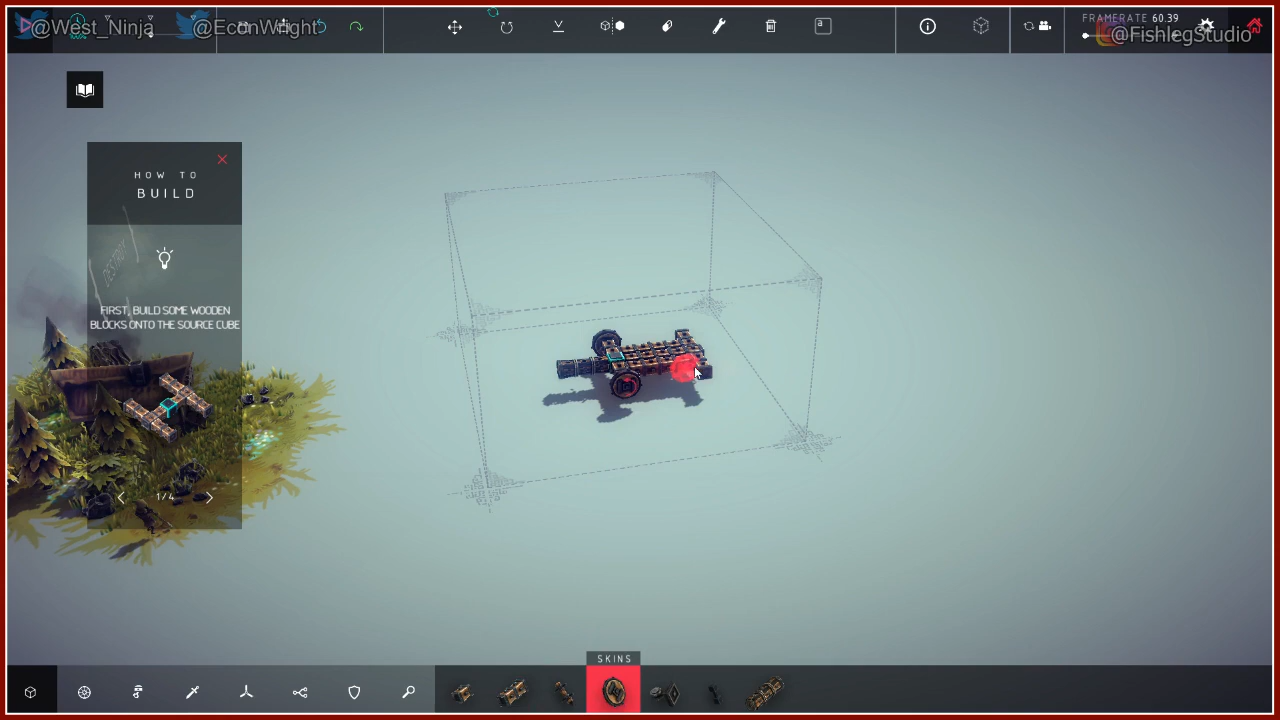 @West_Ninja
@EconWright
FRAMERATE 60.39
@FishlegStudio
HOW TO
BUILD
DESTROY
FIRST, BUILD SOME WOODEN
BLOCKS ONTO THE SOURCE CUBE
1/4
SKINS